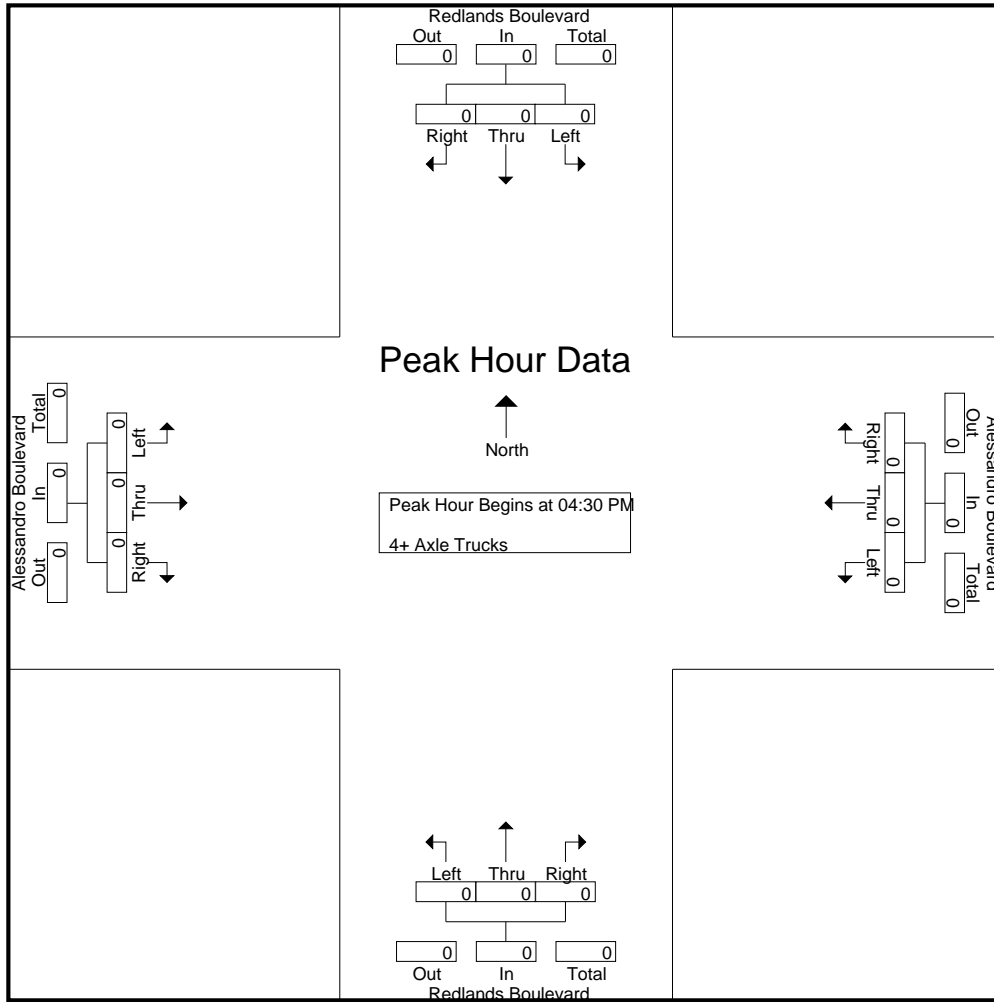 Redlands Boulevard
Out In Total
0 0 0
0 0 0
Right Thru Left
Peak Hour Data
North
Peak Hour Begins at 04:30 PM
4+ Axle Trucks
Alessandro Boulevard
Out In Total
0 0 0
0 0 0
Right Thru Left
Alessandro Boulevard
Out In Total
0 0 0
0 0 0
Right Thru Left
Left Thru Right
0 0 0
0 0 0
Out In Total
Redlands Boulevard